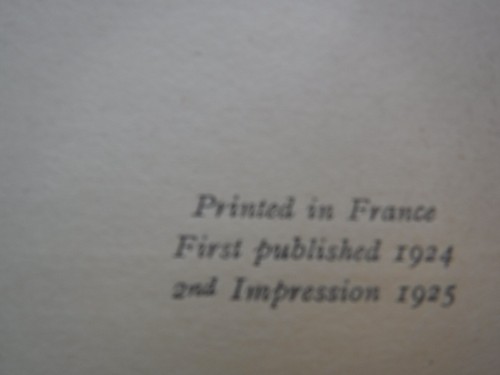 Printed in France
First published 1924
2nd Impression 1925